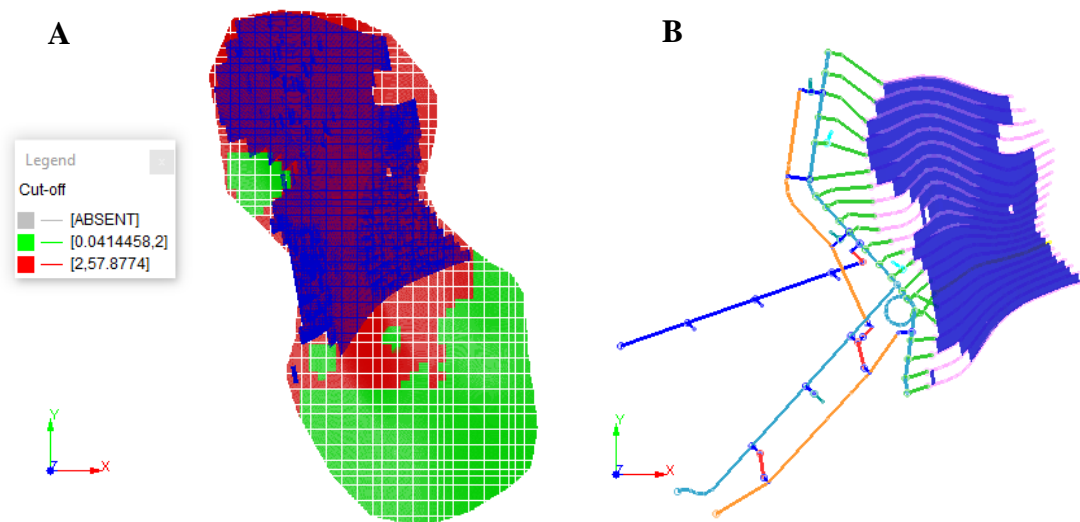 A
B
Legend
x
Cut-off
[ABSENT]
[0.0414458,2]
[2,57.8774]
Y
Z
X
Y
Z
X